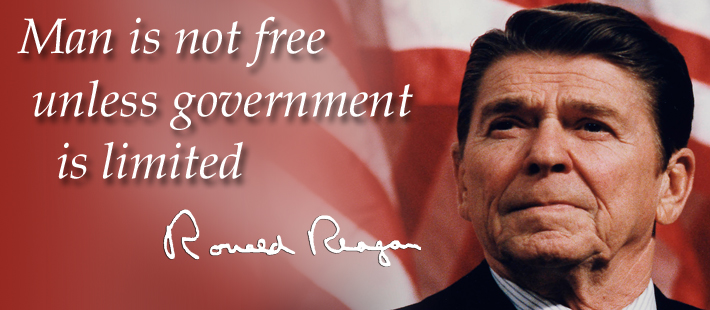 Man is not free
unless government
is limited
Ronald Reagan